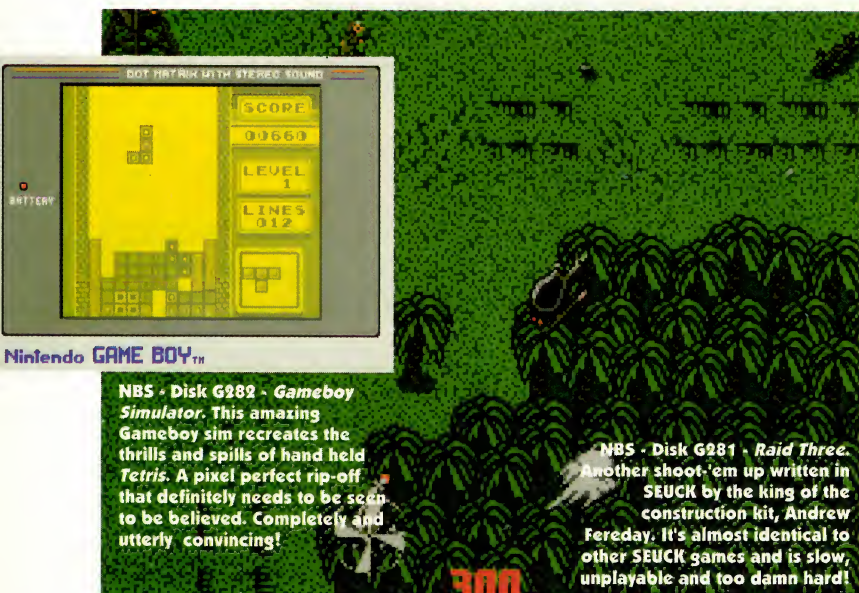 DOT MATRIX WITH STEREO SOUND
SCORE
00660
LEVEL
1
LINES
012
BATTERY
Nintendo GAME BOY™
NBS - Disk G282 - Gameboy
Simulator. This amazing
Gameboy sim recreates the
thrills and spills of hand held
Tetris. A pixel perfect rip-off
that definitely needs to be seen
to be believed. Completely and
utterly convincing!
NBS - Disk G281 - Raid Three.
Another shoot-'em up written in
SEUCK by the king of the
construction kit, Andrew
Fereday. It's almost identical to
other SEUCK games and is slow,
unplayable and too damn hard!
300